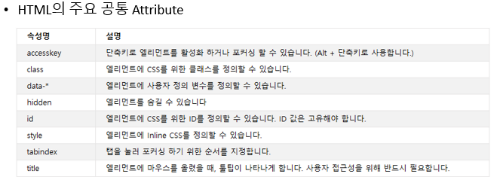 • HTML의 주요 공통 Attribute
속성명 설명
accesskey 단축키로 엘리먼트를 활성화 하거나 포커싱 할 수 있습니다. (Alt + 단축키로 사용합니다.)
class 엘리먼트에 CSS를 위한 클래스를 정의할 수 있습니다.
data-* 엘리먼트에 사용자 정의 변수를 정의할 수 있습니다.
hidden 엘리먼트를 숨길 수 있습니다
id 엘리먼트에 CSS를 위한 ID를 정의할 수 있습니다. ID 값은 고유해야 합니다.
style 엘리먼트에 Inline CSS를 정의할 수 있습니다.
tabindex 탭을 눌러 포커싱 하기 위한 순서를 지정합니다.
title 엘리먼트에 마우스를 올렸을 때, 툴팁이 나타나게 합니다. 사용자 접근성을 위해 반드시 필요합니다.